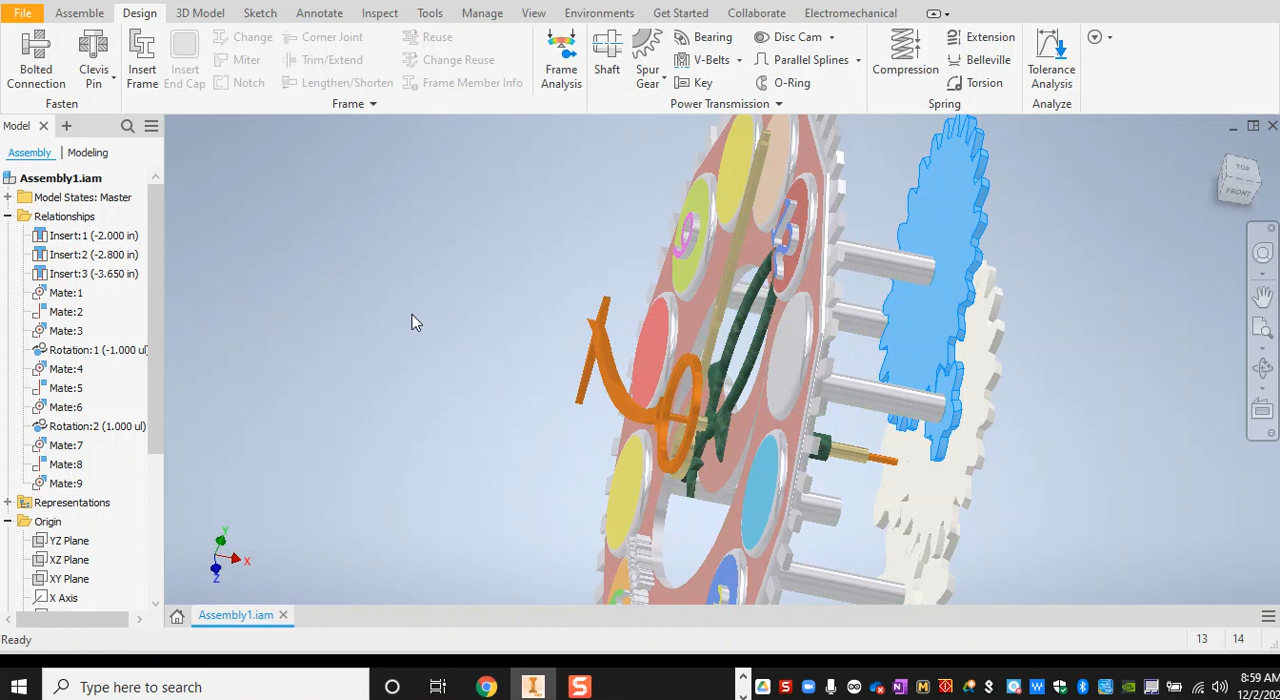 File Assemble Design 3D Model Sketch Annotate Inspect Tools Manage View Environments Get Started Collaborate Electromechanical
Bolted Connection
Clevis Pin
Insert Frame
Insert End Cap
Change
Miter
Notch
Corner Joint
Trim/Extend
Lengthen/Shorten
Reuse
Change Reuse
Frame Member Info
Frame Analysis
Shaft
Spur Gear
Bearing
V-Belts
Key
Disc Cam
Parallel Splines
O-Ring
Compression
Extension
Belleville
Torsion
Tolerance Analysis
Fasten Frame Power Transmission Spring Analyze
Model
Assembly Modeling
Assembly1.iam
Model States: Master
Relationships
Insert:1 (-2.000 in)
Insert:2 (-2.800 in)
Insert:3 (-3.650 in)
Mate:1
Mate:2
Mate:3
Rotation:1 (-1.000 ul
Mate:4
Mate:5
Mate:6
Rotation:2 (1.000 ul)
Mate:7
Mate:8
Mate:9
Representations
Origin
YZ Plane
XZ Plane
XY Plane
X Axis
TOP
FRONT
Y
X
Z
Assembly1.iam
Ready 13 14
Type here to search
8:59 AM
12/2/202